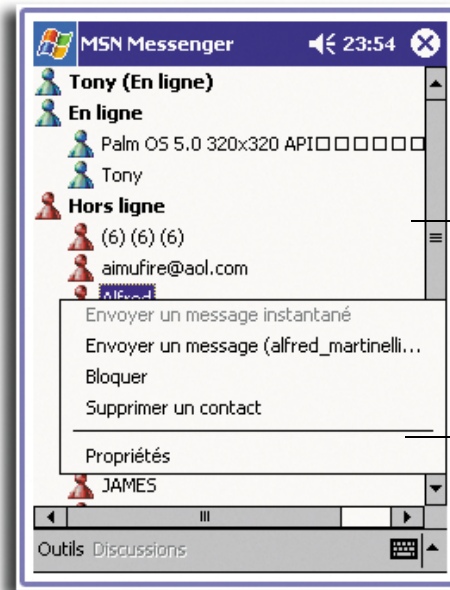 MSN Messenger 23:54
Tony (En ligne)
En ligne
Palm OS 5.0 320x320 API□□□□□□
Tony
Hors ligne
(6) (6) (6)
aimufire@aol.com
Alfred
Envoyer un message instantané
Envoyer un message (alfred_martinelli...
Bloquer
Supprimer un contact
Propriétés
JAMES
Outils Discussions